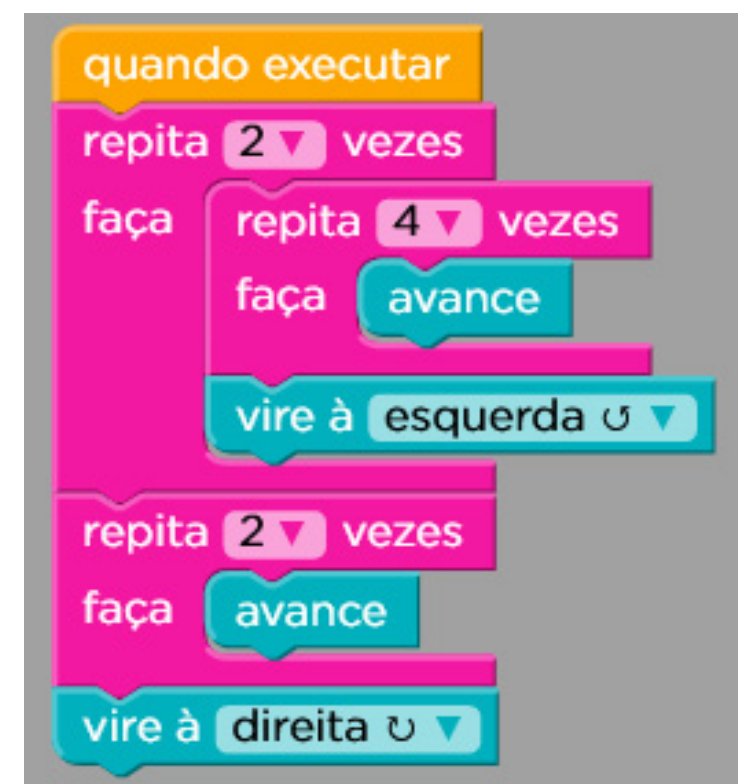 quando executar
repita 2 vezes
faça repita 4 vezes
faça avance
vire à esquerda ↺
repita 2 vezes
faça avance
vire à direita ↻